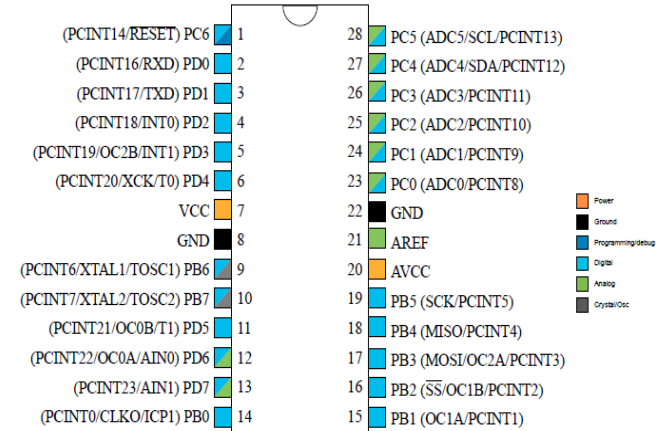 (PCINT14/RESET) PC6 1 28 PC5 (ADC5/SCL/PCINT13)
(PCINT16/RXD) PD0 2 27 PC4 (ADC4/SDA/PCINT12)
(PCINT17/TXD) PD1 3 26 PC3 (ADC3/PCINT11)
(PCINT18/INT0) PD2 4 25 PC2 (ADC2/PCINT10)
(PCINT19/OC2B/INT1) PD3 5 24 PC1 (ADC1/PCINT9)
(PCINT20/XCK/T0) PD4 6 23 PC0 (ADC0/PCINT8)
VCC 7 22 GND
GND 8 21 AREF
(PCINT6/XTAL1/TOSC1) PB6 9 20 AVCC
(PCINT7/XTAL2/TOSC2) PB7 10 19 PB5 (SCK/PCINT5)
(PCINT21/OC0B/T1) PD5 11 18 PB4 (MISO/PCINT4)
(PCINT22/OC0A/AIN0) PD6 12 17 PB3 (MOSI/OC2A/PCINT3)
(PCINT23/AIN1) PD7 13 16 PB2 (SS/OC1B/PCINT2)
(PCINT0/CLKO/ICP1) PB0 14 15 PB1 (OC1A/PCINT1)
Power
Ground
Programming/debug
Digital
Analog
Crystal/Osc